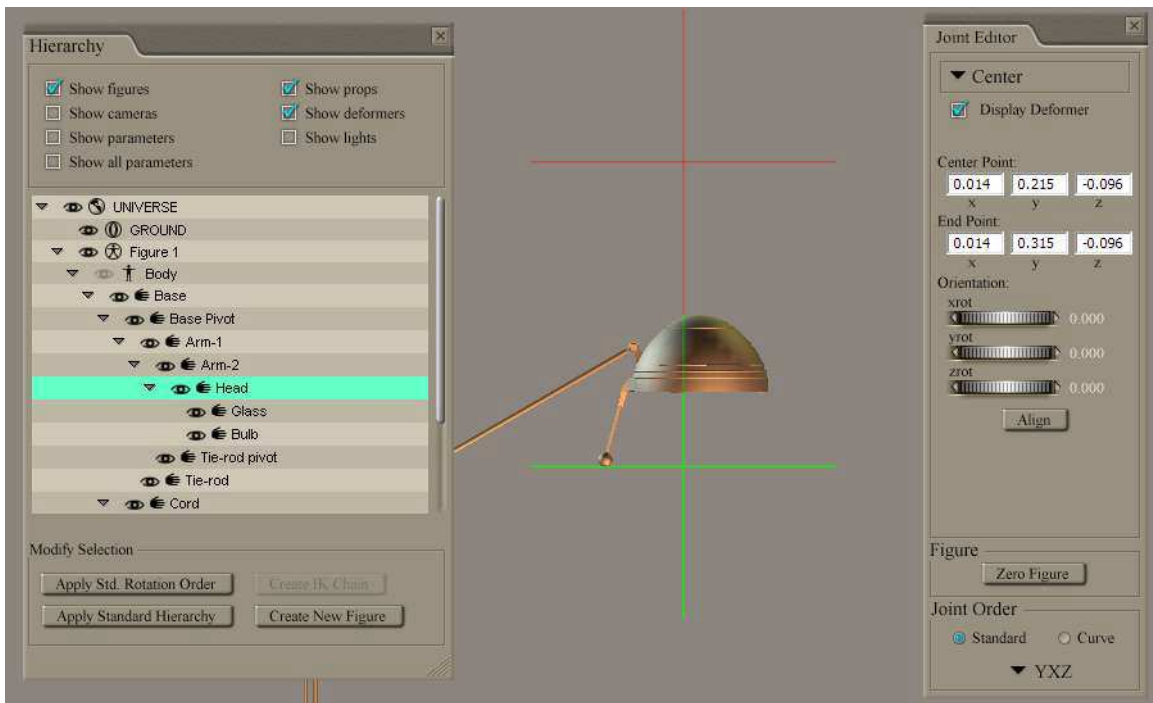 Hierarchy
Show figures
Show props
Show cameras
Show deformers
Show parameters
Show lights
Show all parameters
UNIVERSE
GROUND
Figure 1
Body
Base
Base Pivot
Arm-1
Arm-2
Head
Glass
Bulb
Tie-rod pivot
Tie-rod
Cord
Modify Selection
Apply Std. Rotation Order
Create IK Chain
Apply Standard Hierarchy
Create New Figure
Joint Editor
Center
Display Deformer
Center Point:
0.014 0.215 -0.096
x y z
End Point:
0.014 0.315 -0.096
x y z
Orientation:
xrot
0.000
yrot
0.000
zrot
0.000
Align
Figure
Zero Figure
Joint Order
Standard Curve
YXZ